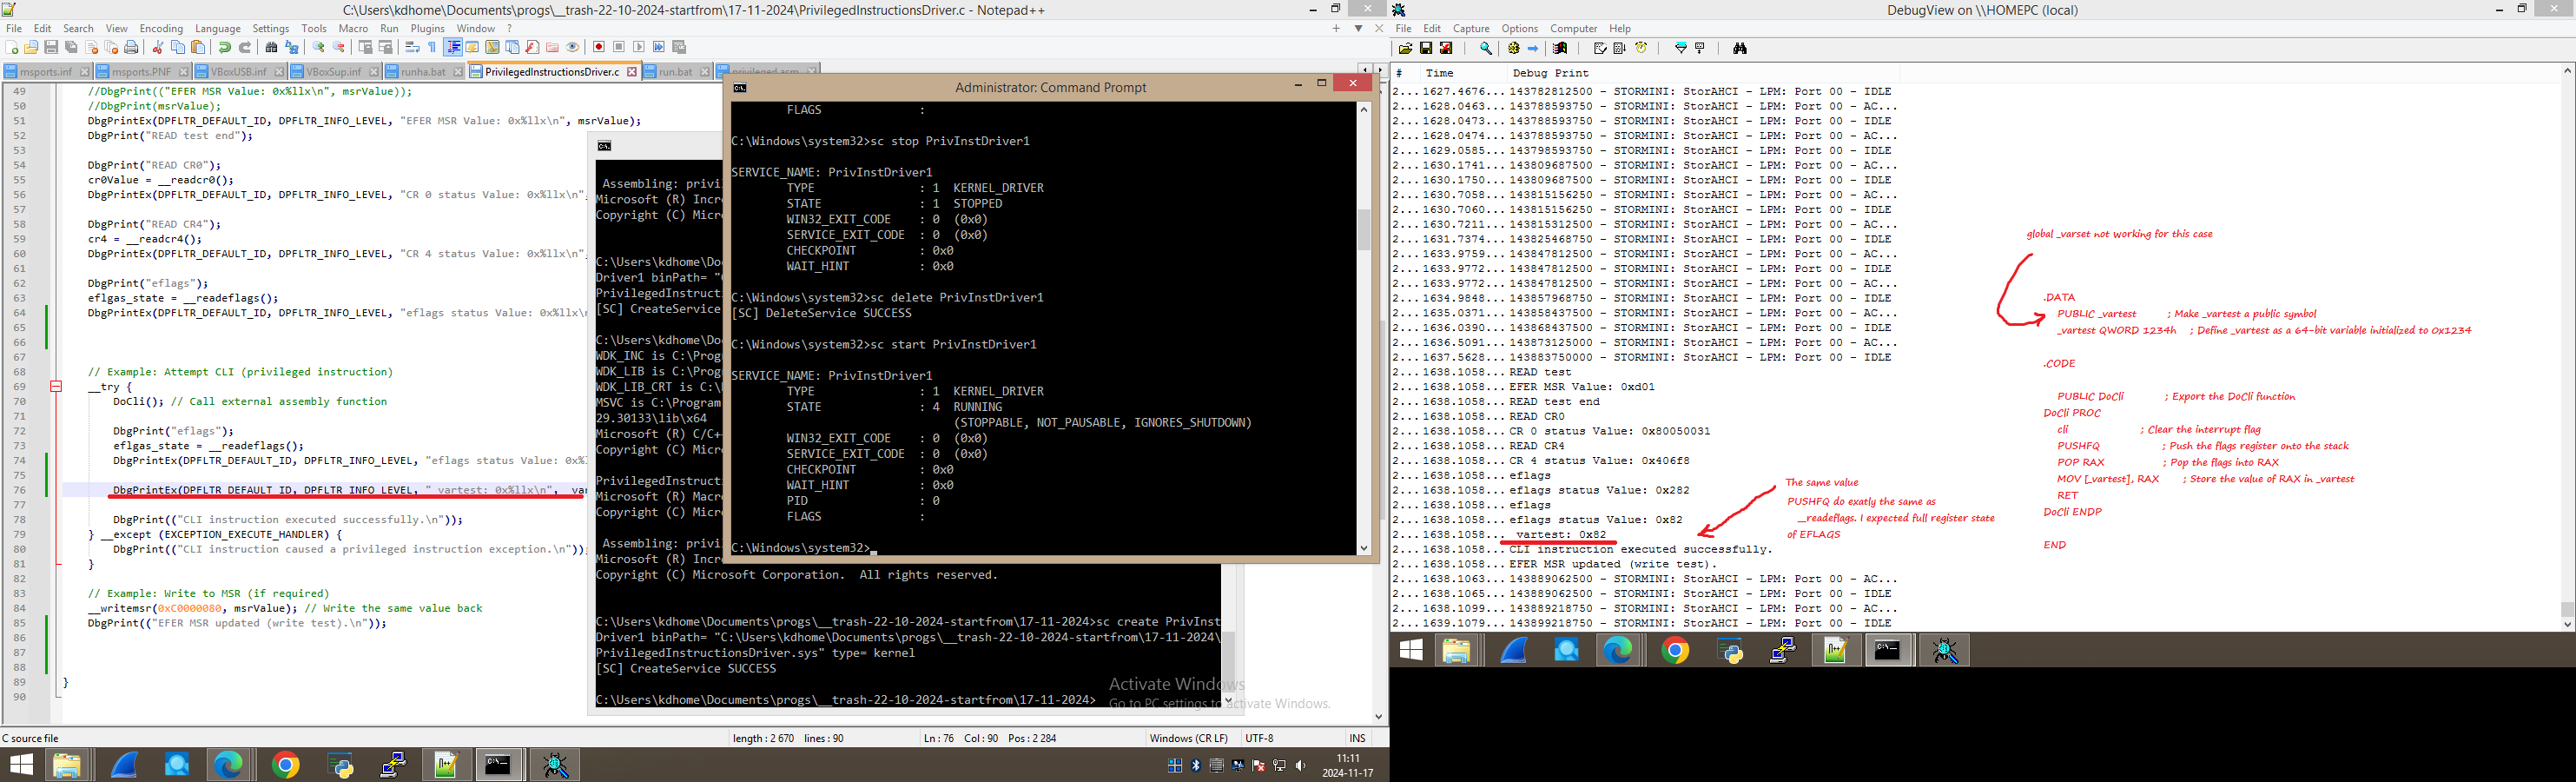 C:\Users\kdhome\Documents\progs\__trash-22-10-2024-startfrom\17-11-2024\PrivilegedInstructionsDriver.c - Notepad++
File Edit Search View Encoding Language Settings Tools Macro Run Plugins Window ?
msports.inf msports.PNF VBoxUSB.inf VBoxSup.inf runha.bat PrivilegedInstructionsDriver.c run.bat privileged.asm
49 //DbgPrint(("EFER MSR Value: 0x%llx\n", msrValue));
50 //DbgPrint(msrValue);
51 DbgPrintEx(DPFLTR_DEFAULT_ID, DPFLTR_INFO_LEVEL, "EFER MSR Value: 0x%llx\n", msrValue);
52 DbgPrint("READ test end");
53
54 DbgPrint("READ CR0");
55 cr0Value = __readcr0();
56 DbgPrintEx(DPFLTR_DEFAULT_ID, DPFLTR_INFO_LEVEL, "CR 0 status Value: 0x%llx\n",
57
58 DbgPrint("READ CR4");
59 cr4 = __readcr4();
60 DbgPrintEx(DPFLTR_DEFAULT_ID, DPFLTR_INFO_LEVEL, "CR 4 status Value: 0x%llx\n",
61
62 DbgPrint("eflags");
63 eflgas_state = __readeflags();
64 DbgPrintEx(DPFLTR_DEFAULT_ID, DPFLTR_INFO_LEVEL, "eflags status Value: 0x%llx\n
65
66
67
68 // Example: Attempt CLI (privileged instruction)
69 __try {
70 DoCli(); // Call external assembly function
71
72 DbgPrint("eflags");
73 eflgas_state = __readeflags();
74 DbgPrintEx(DPFLTR_DEFAULT_ID, DPFLTR_INFO_LEVEL, "eflags status Value: 0x%
75
76 DbgPrintEx(DPFLTR_DEFAULT_ID, DPFLTR_INFO_LEVEL, "_vartest: 0x%llx\n", _va
77
78 DbgPrint(("CLI instruction executed successfully.\n"));
79 } __except (EXCEPTION_EXECUTE_HANDLER) {
80 DbgPrint(("CLI instruction caused a privileged instruction exception.\n"));
81 }
82
83 // Example: Write to MSR (if required)
84 __writemsr(0xC0000080, msrValue); // Write the same value back
85 DbgPrint(("EFER MSR updated (write test).\n"));
86
87
88
89 }
90
C source file length : 2 670 lines : 90 Ln : 76 Col : 90 Pos : 2 284 Windows (CR LF) UTF-8 INS
11:11
2024-11-17
Assembling: privi
Microsoft (R) Incre
Copyright (C) Micro
C:\Users\kdhome\Doc
Driver1 binPath= "C
PrivilegedInstructi
[SC] CreateService
C:\Users\kdhome\Doc
WDK_INC is C:\Progr
WDK_LIB is C:\Progr
WDK_LIB_CRT is C:\
MSVC is C:\Program
29.30133\lib\x64
Microsoft (R) C/C++
Copyright (C) Micro
PrivilegedInstructi
Microsoft (R) Macro
Copyright (C) Micro
Assembling: privi
Microsoft (R) Incre
Copyright (C) Microsoft Corporation. All rights reserved.
C:\Users\kdhome\Documents\progs\__trash-22-10-2024-startfrom\17-11-2024>sc create PrivInst
Driver1 binPath= "C:\Users\kdhome\Documents\progs\__trash-22-10-2024-startfrom\17-11-2024\
PrivilegedInstructionsDriver.sys" type= kernel
[SC] CreateService SUCCESS
C:\Users\kdhome\Documents\progs\__trash-22-10-2024-startfrom\17-11-2024>
Activate Windows
Go to PC settings to activate Windows.
Administrator: Command Prompt
FLAGS :
C:\Windows\system32>sc stop PrivInstDriver1
SERVICE_NAME: PrivInstDriver1
TYPE : 1 KERNEL_DRIVER
STATE : 1 STOPPED
WIN32_EXIT_CODE : 0 (0x0)
SERVICE_EXIT_CODE : 0 (0x0)
CHECKPOINT : 0x0
WAIT_HINT : 0x0
C:\Windows\system32>sc delete PrivInstDriver1
[SC] DeleteService SUCCESS
C:\Windows\system32>sc start PrivInstDriver1
SERVICE_NAME: PrivInstDriver1
TYPE : 1 KERNEL_DRIVER
STATE : 4 RUNNING
(STOPPABLE, NOT_PAUSABLE, IGNORES_SHUTDOWN)
WIN32_EXIT_CODE : 0 (0x0)
SERVICE_EXIT_CODE : 0 (0x0)
CHECKPOINT : 0x0
WAIT_HINT : 0x0
PID : 0
FLAGS :
C:\Windows\system32>
DebugView on \\HOMEPC (local)
File Edit Capture Options Computer Help
# Time Debug Print
2... 1627.4676... 143782812500 - STORMINI: StorAHCI - LPM: Port 00 - IDLE
2... 1628.0463... 143788593750 - STORMINI: StorAHCI - LPM: Port 00 - AC...
2... 1628.0473... 143788593750 - STORMINI: StorAHCI - LPM: Port 00 - IDLE
2... 1628.0474... 143788593750 - STORMINI: StorAHCI - LPM: Port 00 - AC...
2... 1629.0585... 143798593750 - STORMINI: StorAHCI - LPM: Port 00 - IDLE
2... 1630.1741... 143809687500 - STORMINI: StorAHCI - LPM: Port 00 - AC...
2... 1630.1750... 143809687500 - STORMINI: StorAHCI - LPM: Port 00 - IDLE
2... 1630.7058... 143815156250 - STORMINI: StorAHCI - LPM: Port 00 - AC...
2... 1630.7060... 143815156250 - STORMINI: StorAHCI - LPM: Port 00 - IDLE
2... 1630.7211... 143815312500 - STORMINI: StorAHCI - LPM: Port 00 - AC...
2... 1631.7374... 143825468750 - STORMINI: StorAHCI - LPM: Port 00 - IDLE
2... 1633.9759... 143847812500 - STORMINI: StorAHCI - LPM: Port 00 - AC...
2... 1633.9772... 143847812500 - STORMINI: StorAHCI - LPM: Port 00 - IDLE
2... 1633.9772... 143847812500 - STORMINI: StorAHCI - LPM: Port 00 - AC...
2... 1634.9848... 143857968750 - STORMINI: StorAHCI - LPM: Port 00 - IDLE
2... 1635.0371... 143858437500 - STORMINI: StorAHCI - LPM: Port 00 - AC...
2... 1636.0390... 143868437500 - STORMINI: StorAHCI - LPM: Port 00 - IDLE
2... 1636.5091... 143873125000 - STORMINI: StorAHCI - LPM: Port 00 - AC...
2... 1637.5628... 143883750000 - STORMINI: StorAHCI - LPM: Port 00 - IDLE
2... 1638.1058... READ test
2... 1638.1058... EFER MSR Value: 0xd01
2... 1638.1058... READ test end
2... 1638.1058... READ CR0
2... 1638.1058... CR 0 status Value: 0x80050031
2... 1638.1058... READ CR4
2... 1638.1058... CR 4 status Value: 0x406f8
2... 1638.1058... eflags
2... 1638.1058... eflags status Value: 0x282
2... 1638.1058... eflags
2... 1638.1058... eflags status Value: 0x82
2... 1638.1058... _vartest: 0x82
2... 1638.1058... CLI instruction executed successfully.
2... 1638.1058... EFER MSR updated (write test).
2... 1638.1063... 143889062500 - STORMINI: StorAHCI - LPM: Port 00 - AC...
2... 1638.1065... 143889062500 - STORMINI: StorAHCI - LPM: Port 00 - IDLE
2... 1638.1099... 143889218750 - STORMINI: StorAHCI - LPM: Port 00 - AC...
2... 1639.1079... 143899218750 - STORMINI: StorAHCI - LPM: Port 00 - IDLE
The same value
PUSHFQ do exatly the same as
__readeflags. I expected full register state
of EFLAGS
global _varset not working for this case
.DATA
PUBLIC _vartest ; Make _vartest a public symbol
_vartest QWORD 1234h ; Define _vartest as a 64-bit variable initialized to 0x1234
.CODE
PUBLIC DoCli ; Export the DoCli function
DoCli PROC
cli ; Clear the interrupt flag
PUSHFQ ; Push the flags register onto the stack
POP RAX ; Pop the flags into RAX
MOV [_vartest], RAX ; Store the value of RAX in _vartest
RET
DoCli ENDP
END